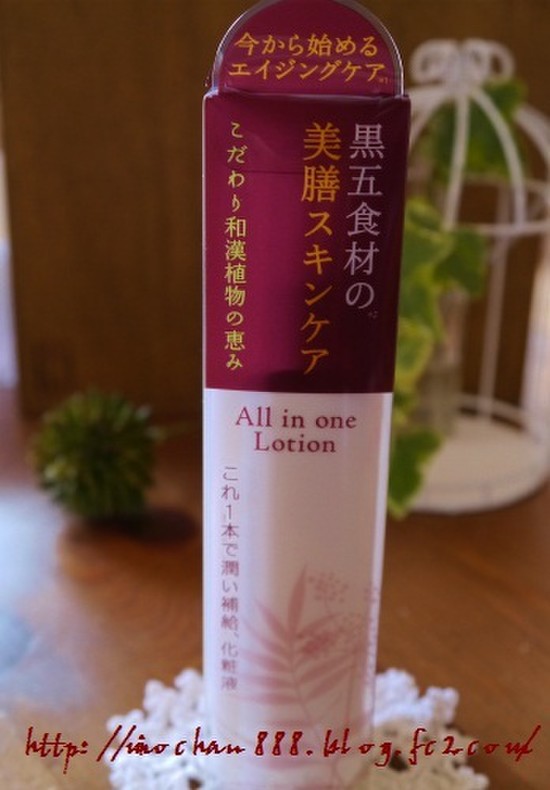 今から始める
エイジングケア
黒五食材の
美膳スキンケア
こだわり和漢植物の恵み
All in one
Lotion
これ1本で潤い補給、化粧液
http://imochan888.blog.fc2.com/